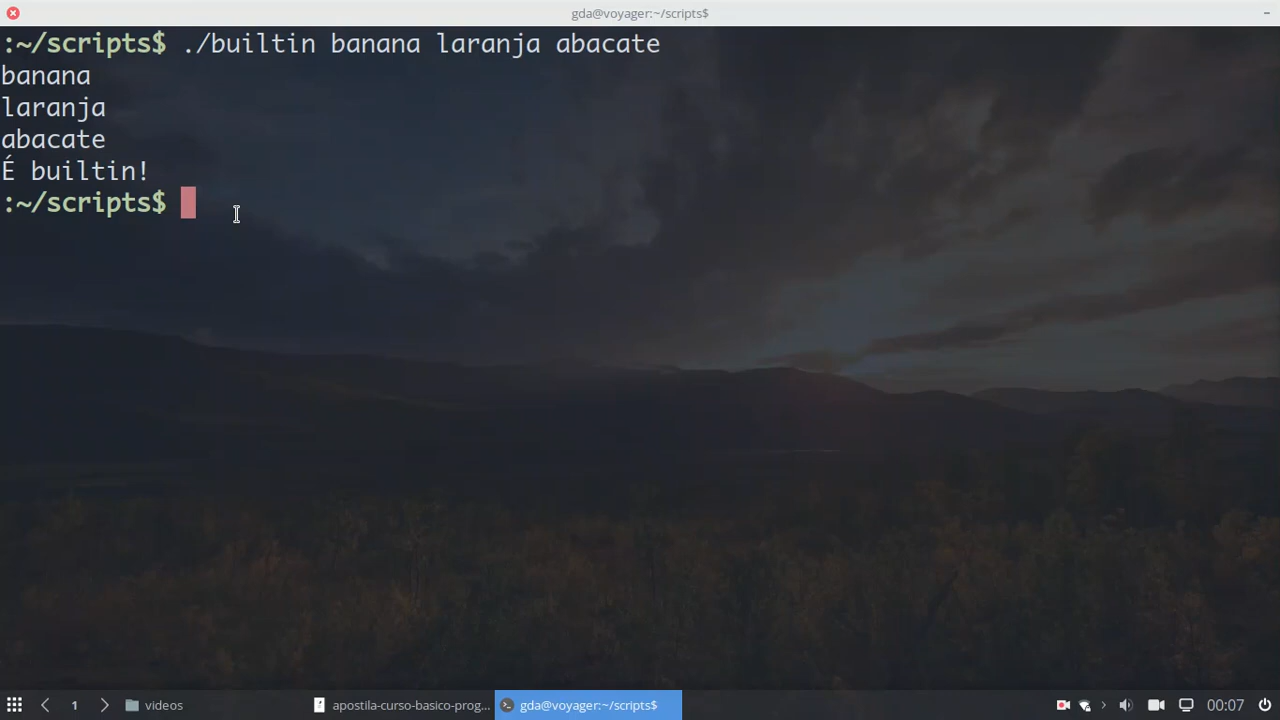 gda@voyager:~/scripts$
:~/scripts$ ./builtin banana laranja abacate
banana
laranja
abacate
É builtin!
:~/scripts$
1 videos apostila-curso-basico-prog... gda@voyager:~/scripts$ 00:07